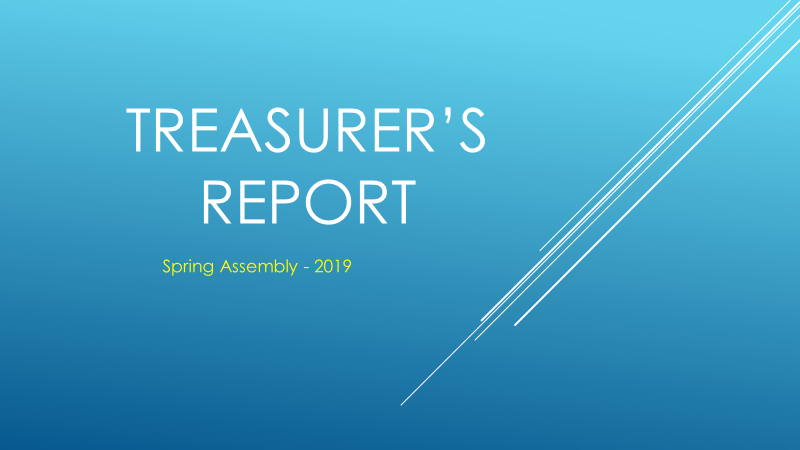 TREASURER’S
REPORT
Spring Assembly - 2019